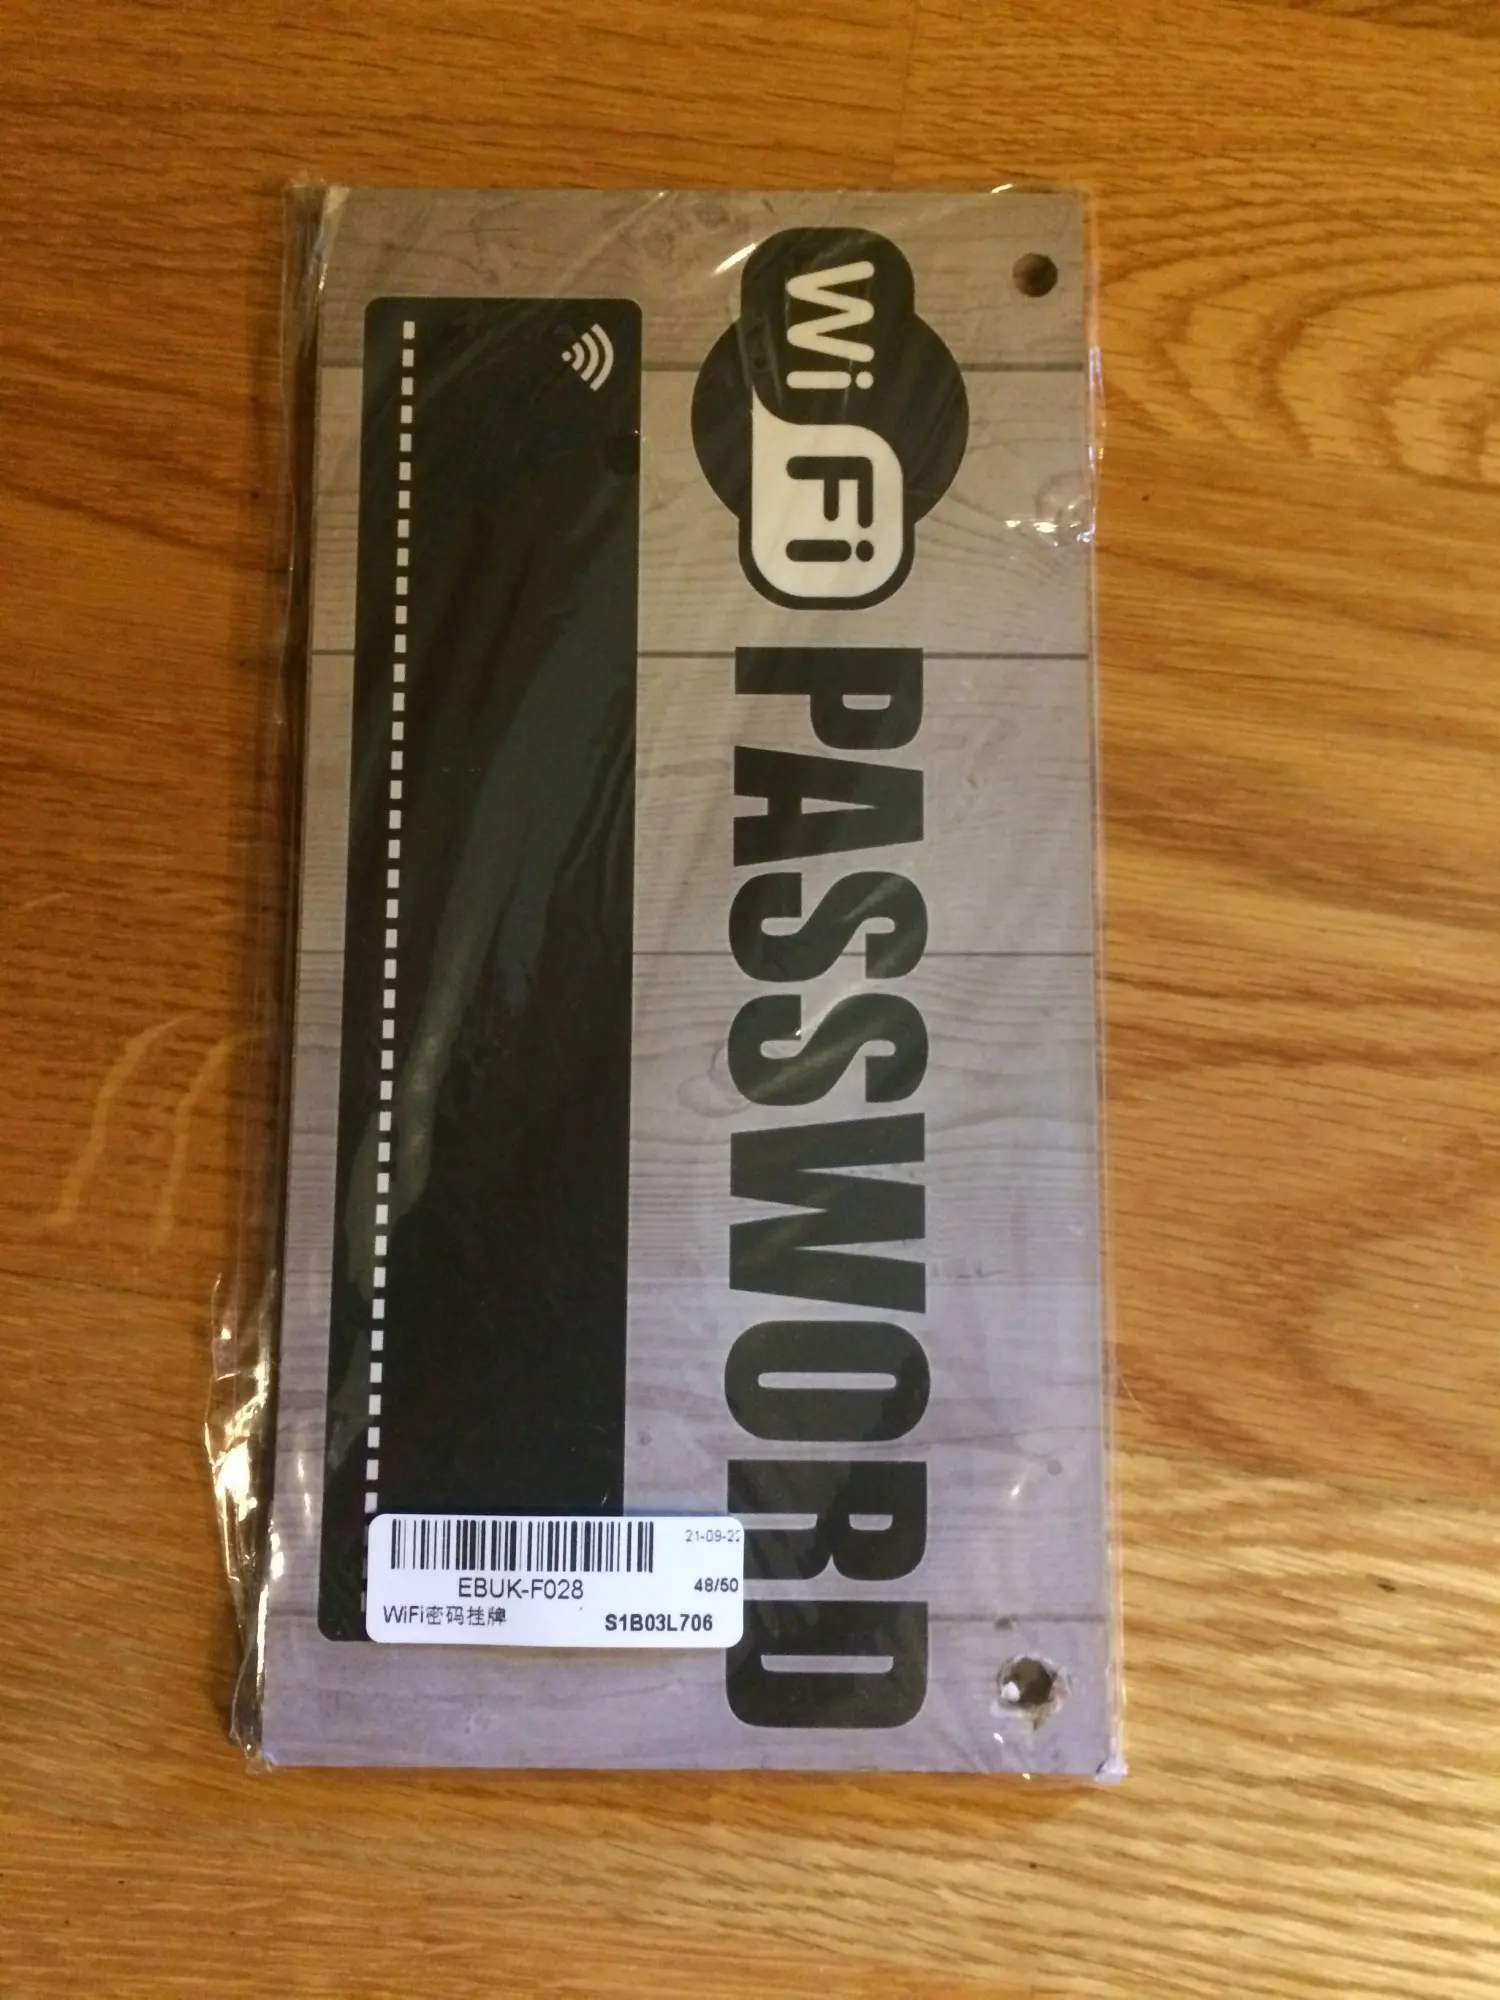 WiFi PASSWORD
21-09-22
EBUK-F028
48/50
WiFi密码挂牌
S1B03L706